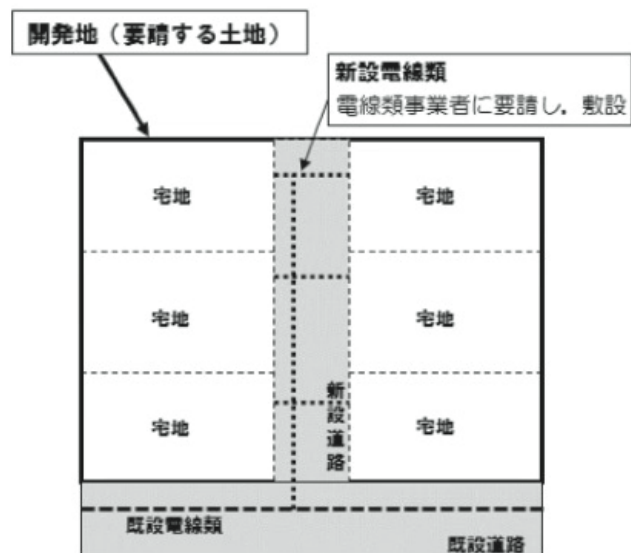 開発地（要請する土地）
新設電線類
電線類事業者に要請し．敷設
宅地
宅地
宅地
宅地
宅地
宅地
新設道路
既設電線類
既設道路